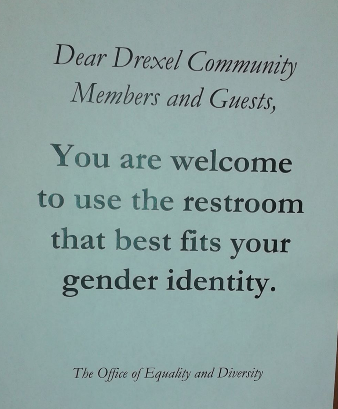 Dear Drexel Community
Members and Guests,
You are welcome
to use the restroom
that best fits your
gender identity.
The Office of Equality and Diversity